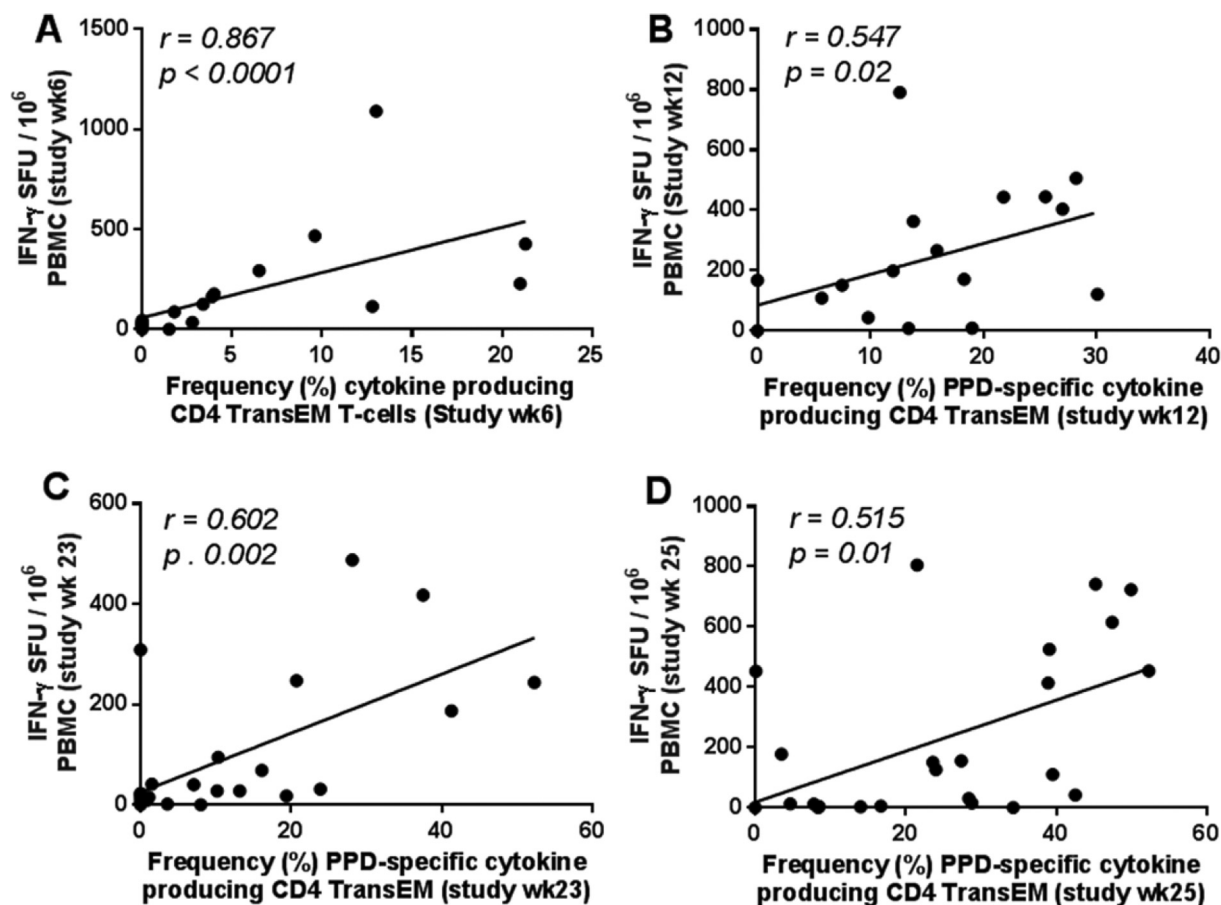 A
r = 0.867
p < 0.0001
IFN-γ SFU / 10⁶
PBMC (study wk6)
1500
1000
500
0
0 5 10 15 20 25
Frequency (%) cytokine producing
CD4 TransEM T-cells (Study wk6)
B
r = 0.547
p = 0.02
IFN-γ SFU / 10⁶
PBMC (Study wk12)
1000
800
600
400
200
0
0 10 20 30 40
Frequency (%) PPD-specific cytokine
producing CD4 TransEM (study wk12)
C
r = 0.602
p . 0.002
IFN-γ SFU / 10⁶
PBMC (study wk 23)
600
400
200
0
0 20 40 60
Frequency (%) PPD-specific cytokine
producing CD4 TransEM (study wk23)
D
r = 0.515
p = 0.01
IFN-γ SFU / 10⁶
PBMC (study wk 25)
1000
800
600
400
200
0
0 20 40 60
Frequency (%) PPD-specific cytokine
producing CD4 TransEM (study wk25)